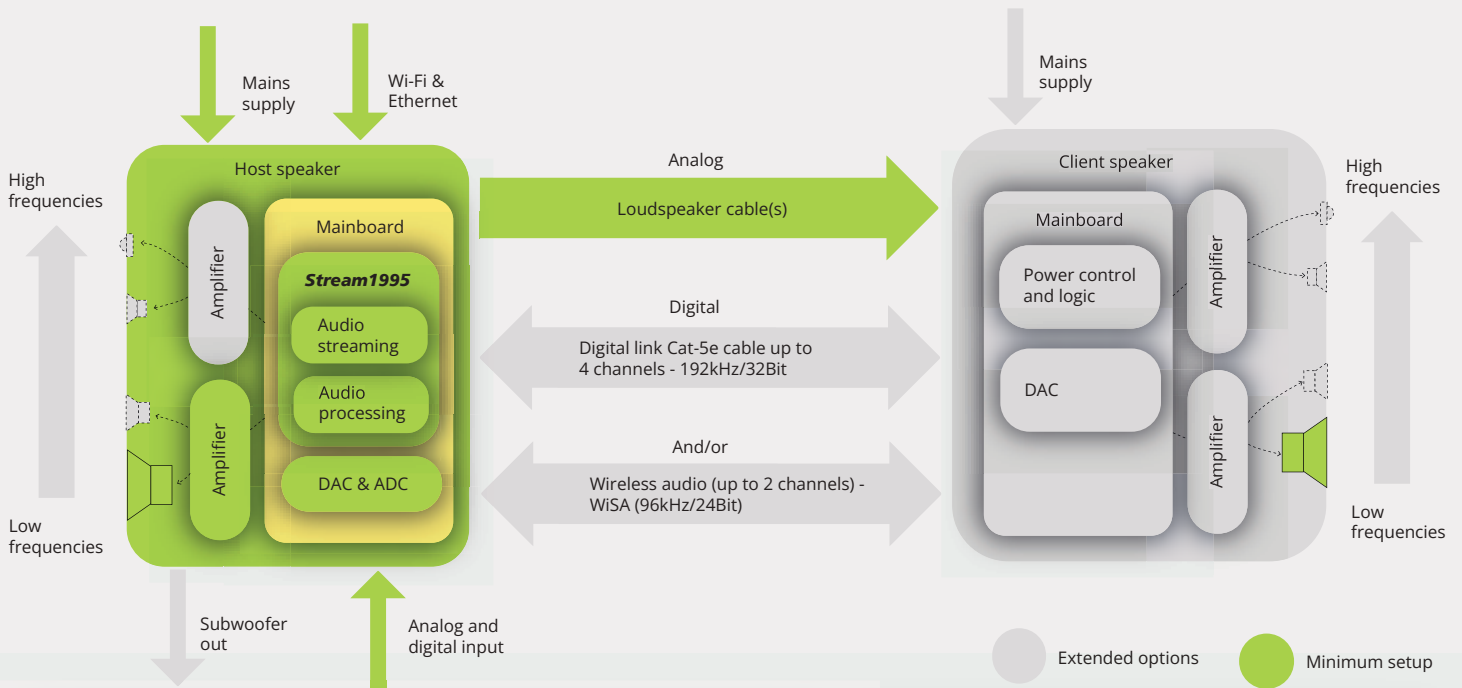 Mains
supply
Wi-Fi &
Ethernet
Mains
supply
High
frequencies
Host speaker
Mainboard
Amplifier
Stream1995
Audio
streaming
Audio
processing
Amplifier
DAC & ADC
Low
frequencies
Subwoofer
out
Analog and
digital input
Analog
Loudspeaker cable(s)
Digital
Digital link Cat-5e cable up to
4 channels - 192kHz/32Bit
And/or
Wireless audio (up to 2 channels) -
WiSA (96kHz/24Bit)
Client speaker
Mainboard
Power control
and logic
DAC
Amplifier
Amplifier
High
frequencies
Low
frequencies
Extended options
Minimum setup